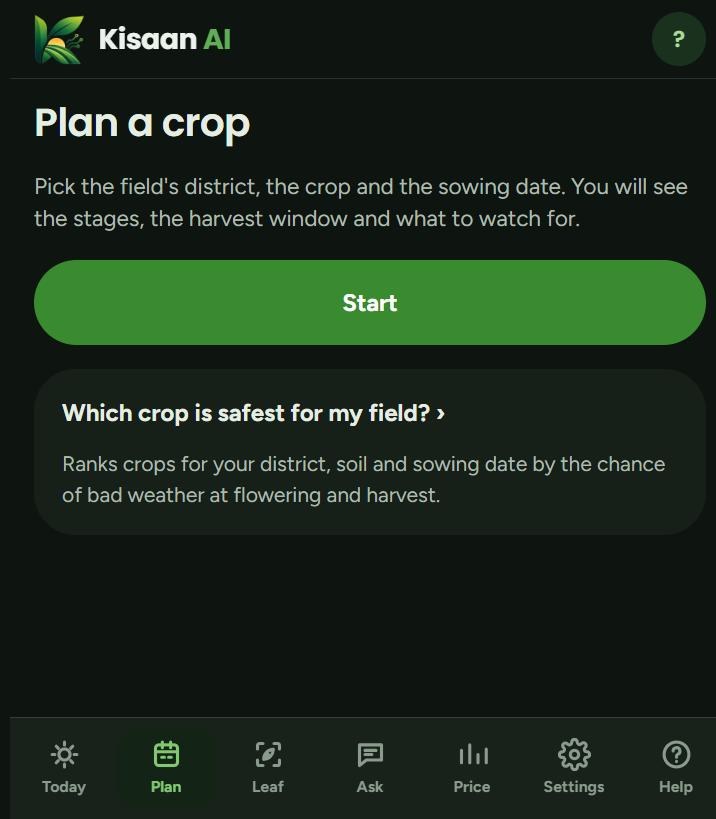 Kisaan AI
?
Plan a crop
Pick the field's district, the crop and the sowing date. You will see
the stages, the harvest window and what to watch for.
Start
Which crop is safest for my field? ›
Ranks crops for your district, soil and sowing date by the chance
of bad weather at flowering and harvest.
Today
Plan
Leaf
Ask
Price
Settings
Help